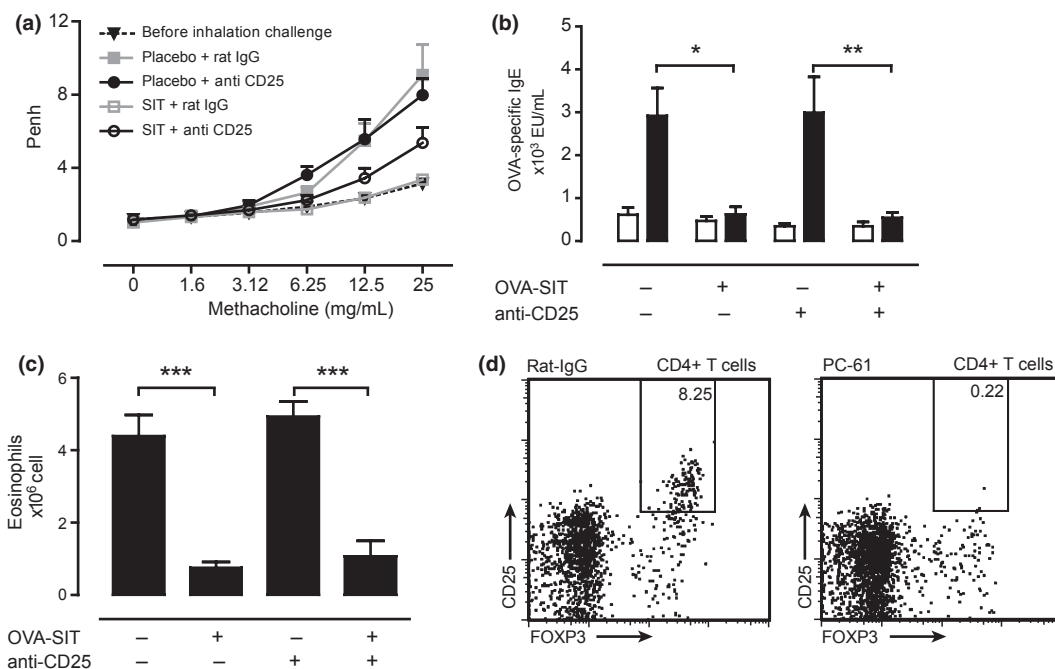 (a)
12
8
4
0
Penh
Before inhalation challenge
Placebo + rat IgG
Placebo + anti CD25
SIT + rat IgG
SIT + anti CD25
0 1.6 3.12 6.25 12.5 25
Methacholine (mg/mL)
(b)
5
4
3
2
1
0
OVA-specific IgE
x10³ EU/mL
* **
OVA-SIT – + – +
anti-CD25 – – + +
(c)
6
4
2
0
Eosinophils
x10⁶ cell
*** ***
OVA-SIT – + – +
anti-CD25 – – + +
(d)
Rat-IgG CD4+ T cells
8.25
CD25
FOXP3
PC-61 CD4+ T cells
0.22
CD25
FOXP3